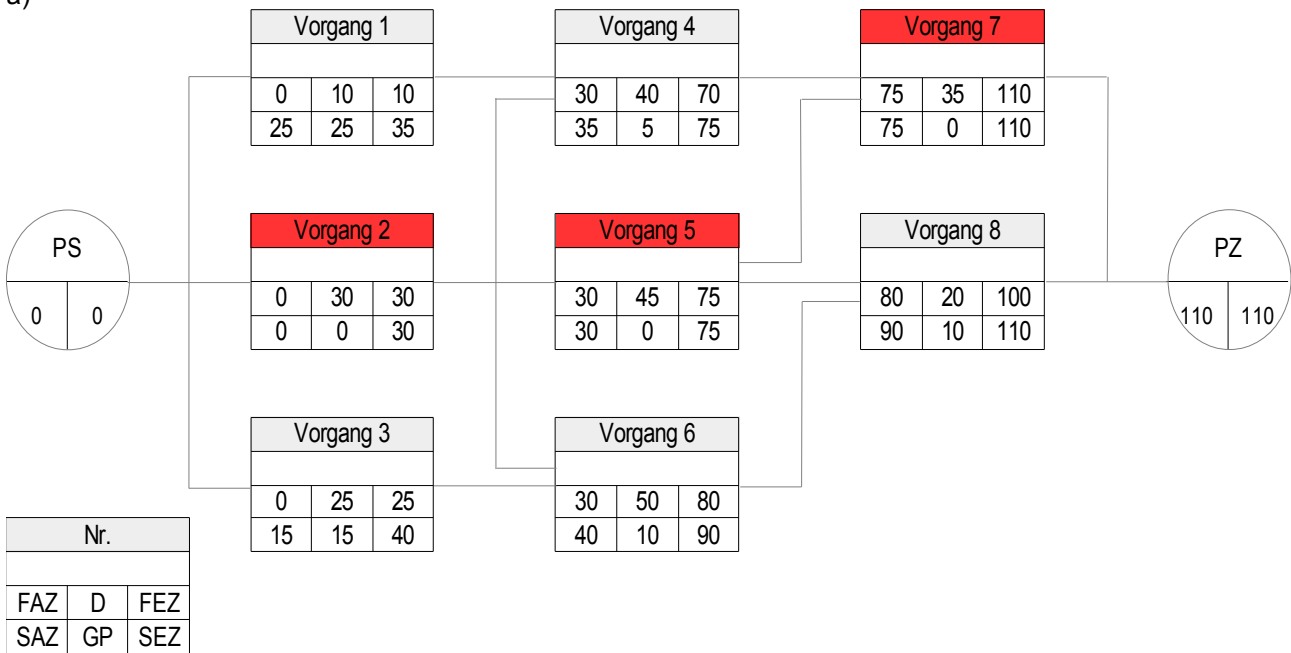 a)
Vorgang 1 Vorgang 4 Vorgang 7
0 10 10 30 40 70 75 35 110
25 25 35 35 5 75 75 0 110
Vorgang 2 Vorgang 5 Vorgang 8
PS PZ
0 30 30 30 45 75 80 20 100
0 0 110 110
0 0 30 30 0 75 90 10 110
Vorgang 3 Vorgang 6
0 25 25 30 50 80
15 15 40 40 10 90
Nr.
FAZ D FEZ
SAZ GP SEZ